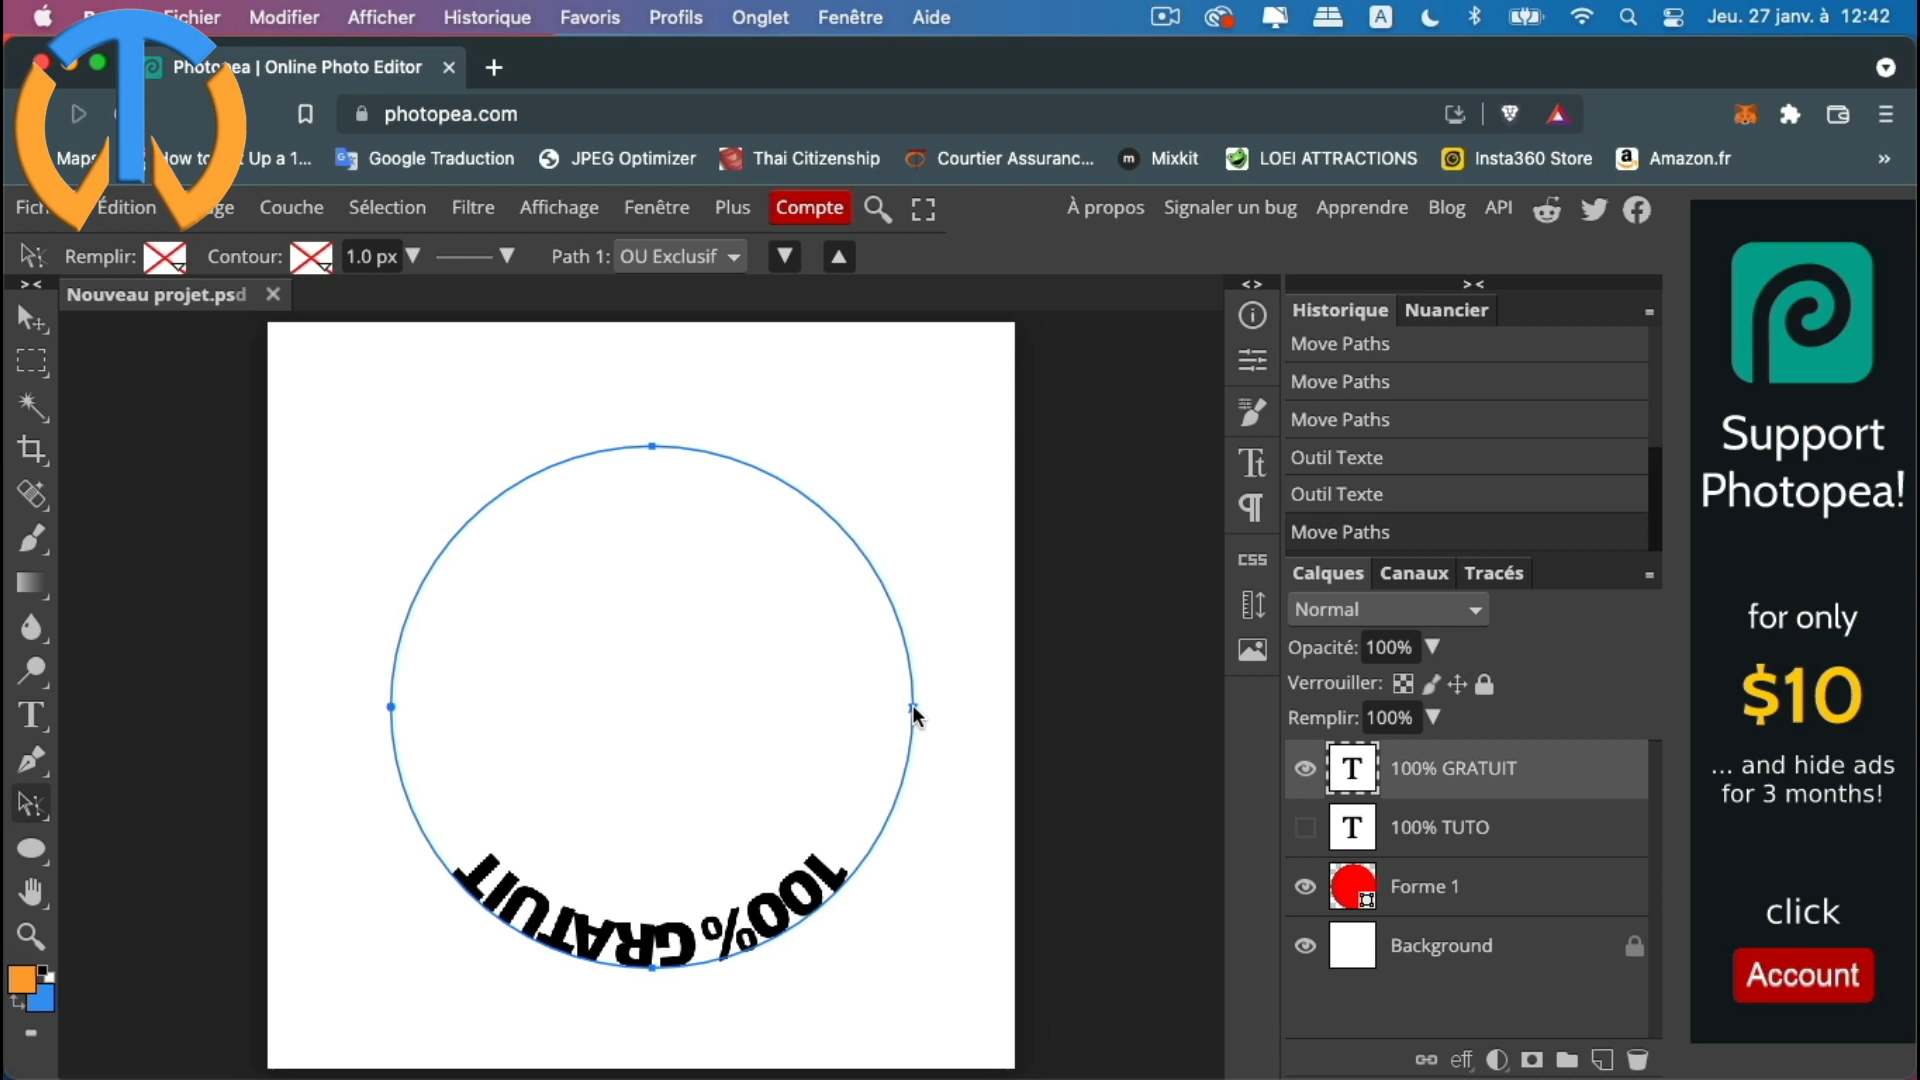 Fichier Modifier Afficher Historique Favoris Profils Onglet Fenêtre Aide A Jeu. 27 janv. à 12:42
Photopea | Online Photo Editor
photopea.com
Maps How to Up a 1... Google Traduction JPEG Optimizer Thai Citizenship Courtier Assuranc... m Mixkit LOEI ATTRACTIONS Insta360 Store Amazon.fr »
Édition Couche Sélection Filtre Affichage Fenêtre Plus Compte À propos Signaler un bug Apprendre Blog API
Remplir: Contour: 1.0 px Path 1: OU Exclusif
Nouveau projet.psd
Historique Nuancier
Move Paths
Move Paths
Move Paths
Outil Texte
Outil Texte
Move Paths
CSS
Calques Canaux Tracés
Normal
Opacité: 100%
Verrouiller:
Remplir: 100%
T 100% GRATUIT
T 100% TUTO
Forme 1
Background
eff
100% GRATUIT
Support
Photopea!
for only
$10
... and hide ads
for 3 months!
click
Account